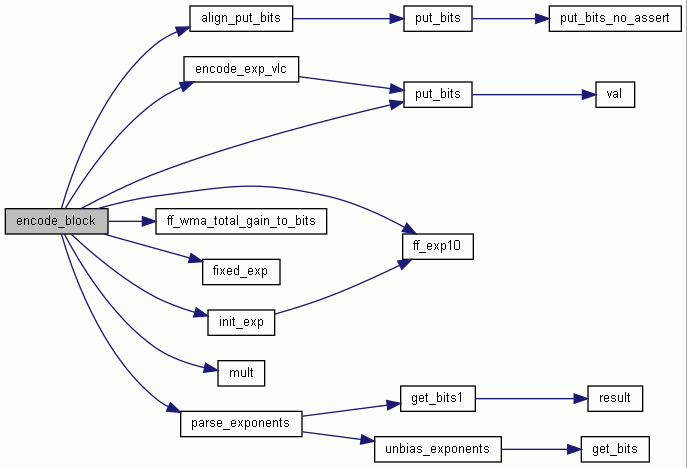 align_put_bits
put_bits
put_bits_no_assert
encode_exp_vlc
put_bits
val
encode_block
ff_wma_total_gain_to_bits
ff_exp10
fixed_exp
init_exp
mult
parse_exponents
get_bits1
result
unbias_exponents
get_bits